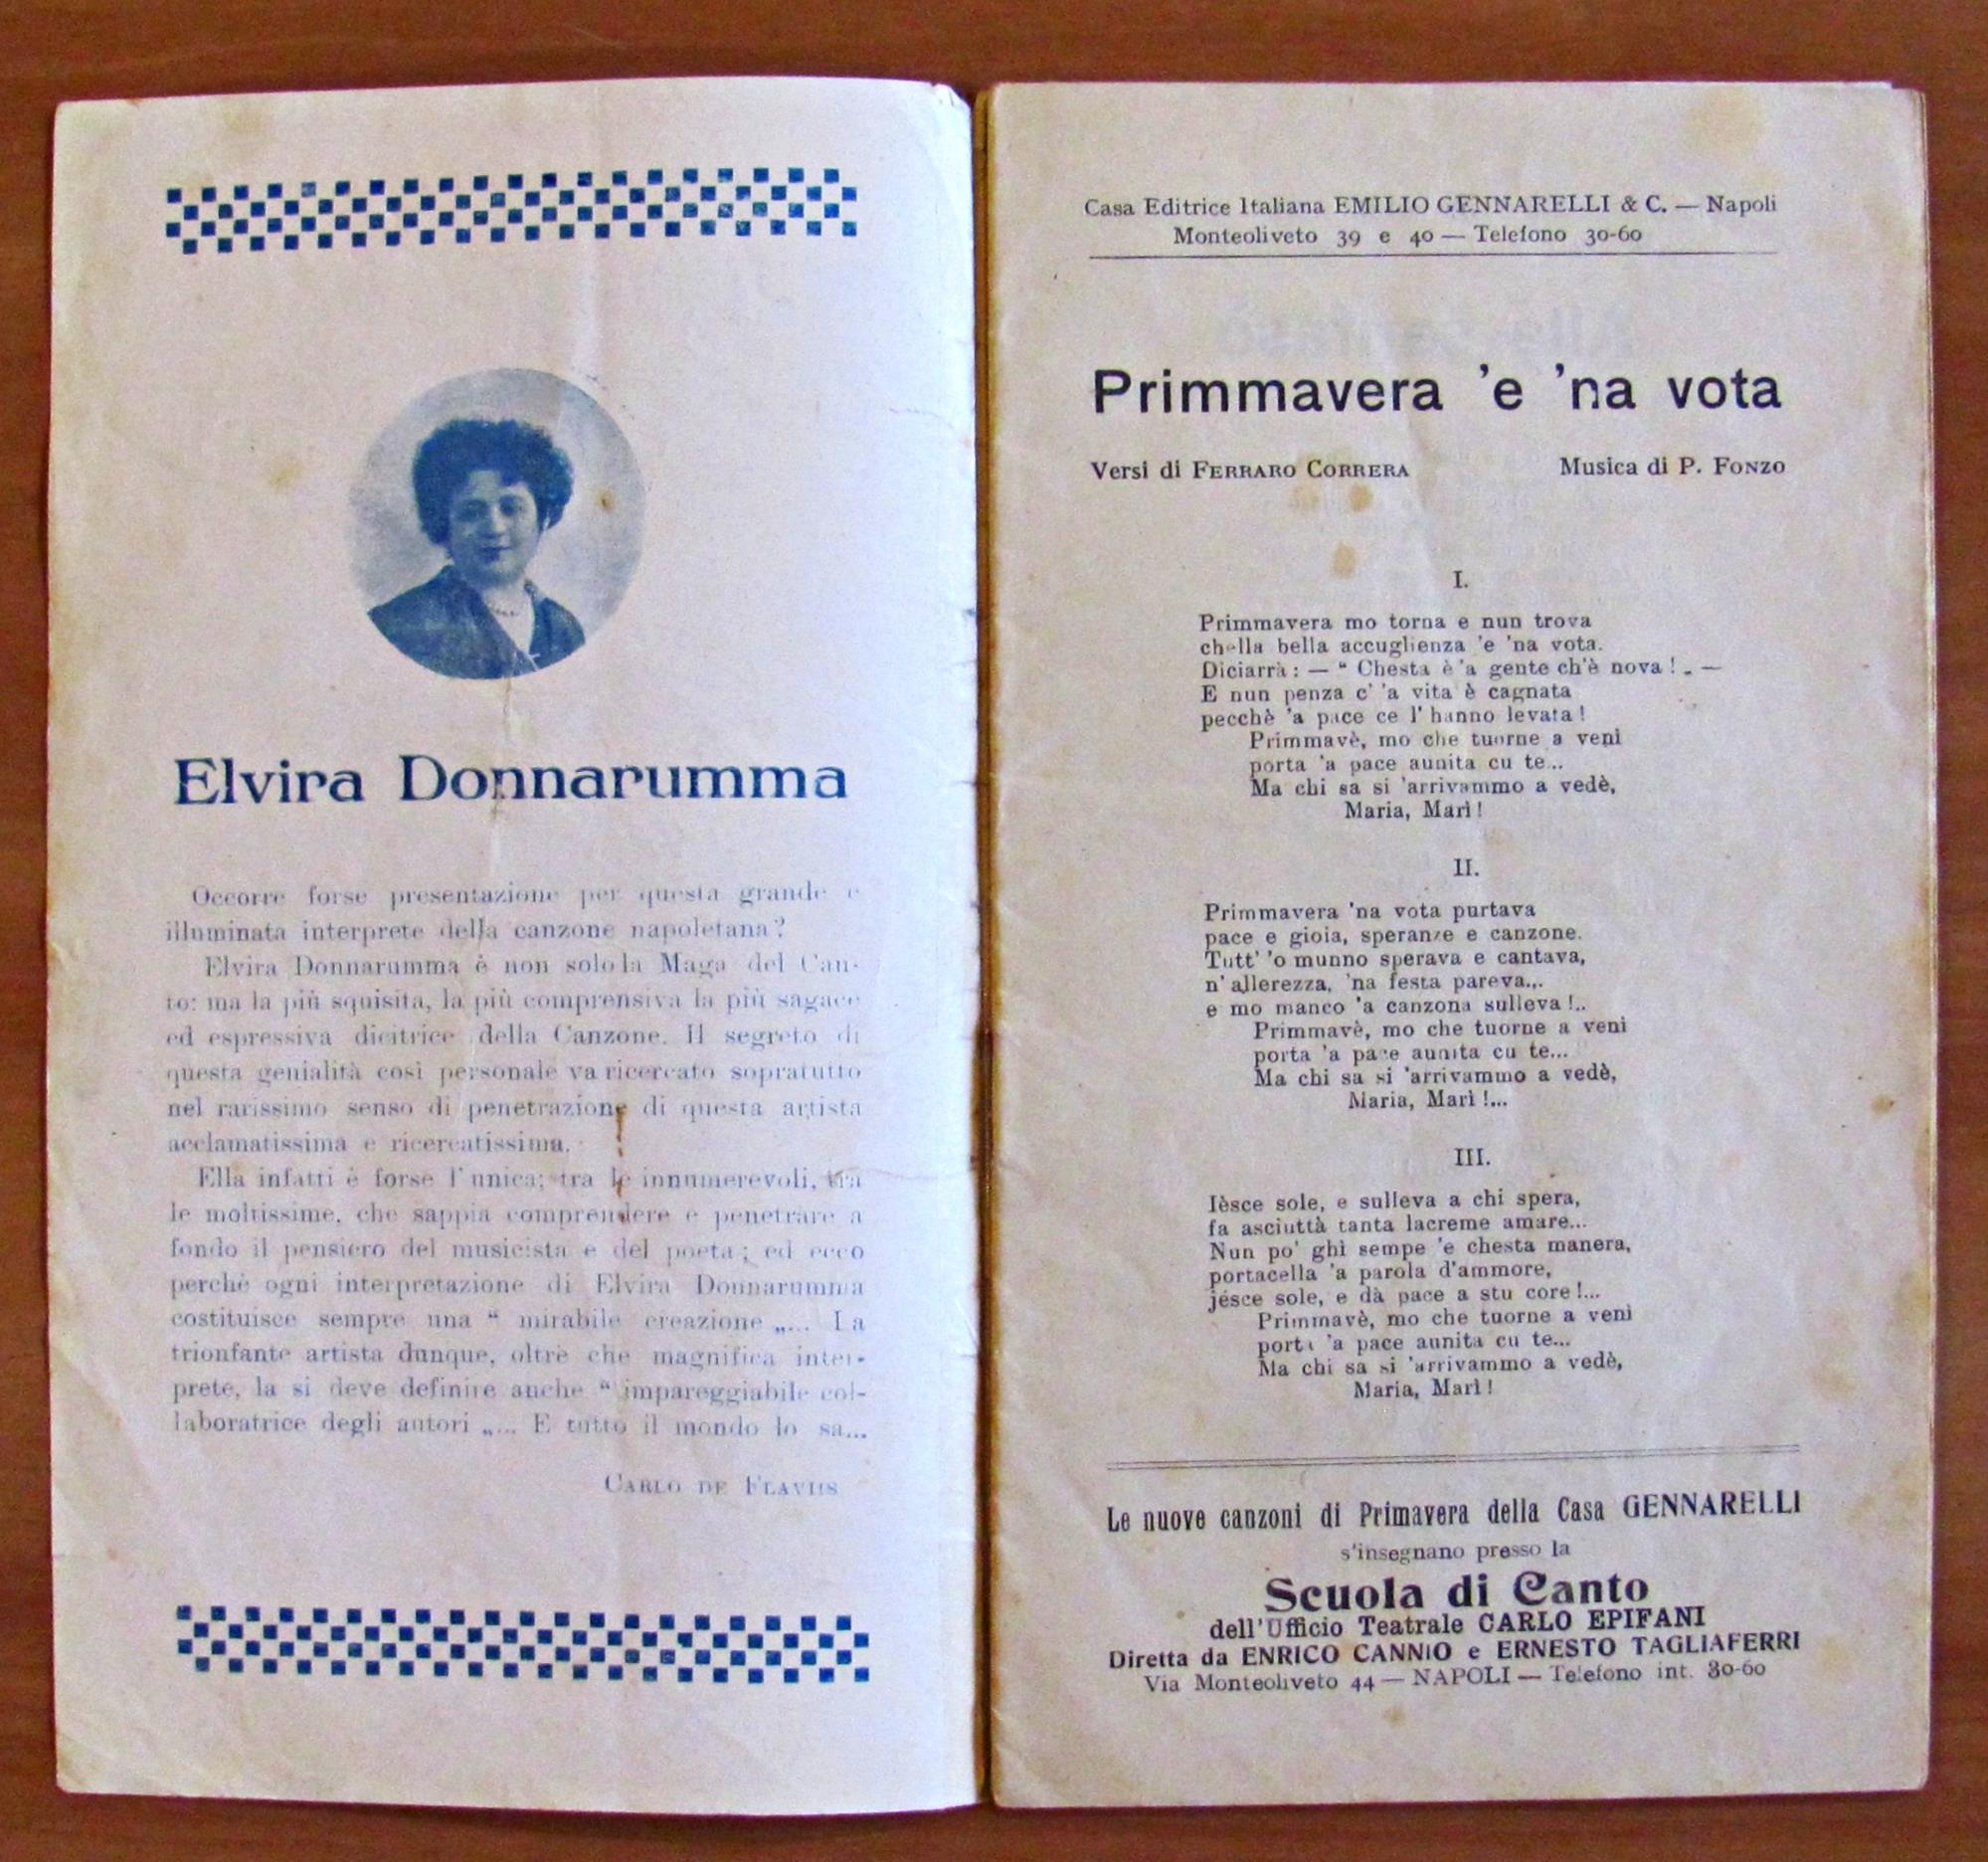 Elvira Donnarumma
Occorre forse presentazione per questa grande e
illuminata interprete della canzone napoletana?
Elvira Donnarumma è non solo la Maga del Can-
to: ma la più squisita, la più comprensiva la più sagace
ed espressiva dicitrice della Canzone. Il segreto di
questa genialità così personale va ricercato sopratutto
nel rarissimo senso di penetrazione di questa artista
acclamatissima e ricercatissima.
Ella infatti è forse l'unica; tra le innumerevoli, tra
le moltissime, che sappia comprendere e penetrare a
fondo il pensiero del musicista e del poeta; ed ecco
perchè ogni interpretazione di Elvira Donnarumma
costituisce sempre una “ mirabile creazione „... La
trionfante artista dunque, oltre che magnifica inter-
prete, la si deve definire anche “ impareggiabile col-
laboratrice degli autori „... E tutto il mondo lo sa...
CARLO DE FLAVIIS
Casa Editrice Italiana EMILIO GENNARELLI & C. — Napoli
Monteoliveto 39 e 40 — Telefono 30-60
Primmavera 'e 'na vota
Versi di FERRARO CORRERA Musica di P. FONZO
I.
Primmavera mo torna e nun trova
chella bella accuglienza 'e 'na vota.
Diciarrà : — “ Chesta è 'a gente ch'è nova ! „ —
E nun penza c' 'a vita è cagnata
pecchè 'a pace ce l' hanno levata !
Primmavè, mo che tuorne a venì
porta 'a pace aunita cu te...
Ma chi sa si 'arrivammo a vedè,
Maria, Marì !
II.
Primmavera 'na vota purtava
pace e gioia, speranze e canzone.
Tutt' 'o munno sperava e cantava,
n' allerezza, 'na festa pareva...
e mo manco 'a canzona sulleva !..
Primmavè, mo che tuorne a venì
porta 'a pace aunita cu te...
Ma chi sa si 'arrivammo a vedè,
Maria, Marì !...
III.
Ièsce sole, e sulleva a chi spera,
fa asciuttà tanta lacreme amare...
Nun po' ghì sempe 'e chesta manera,
portacella 'a parola d'ammore,
jèsce sole, e dà pace a stu core !...
Primmavè, mo che tuorne a venì
porta 'a pace aunita cu te...
Ma chi sa si 'arrivammo a vedè,
Maria, Marì !
Le nuove canzoni di Primavera della Casa GENNARELLI
s'insegnano presso la
Scuola di Canto
dell'Ufficio Teatrale CARLO EPIFANI
Diretta da ENRICO CANNIO e ERNESTO TAGLIAFERRI
Via Monteoliveto 44 — NAPOLI — Telefono int. 30-60